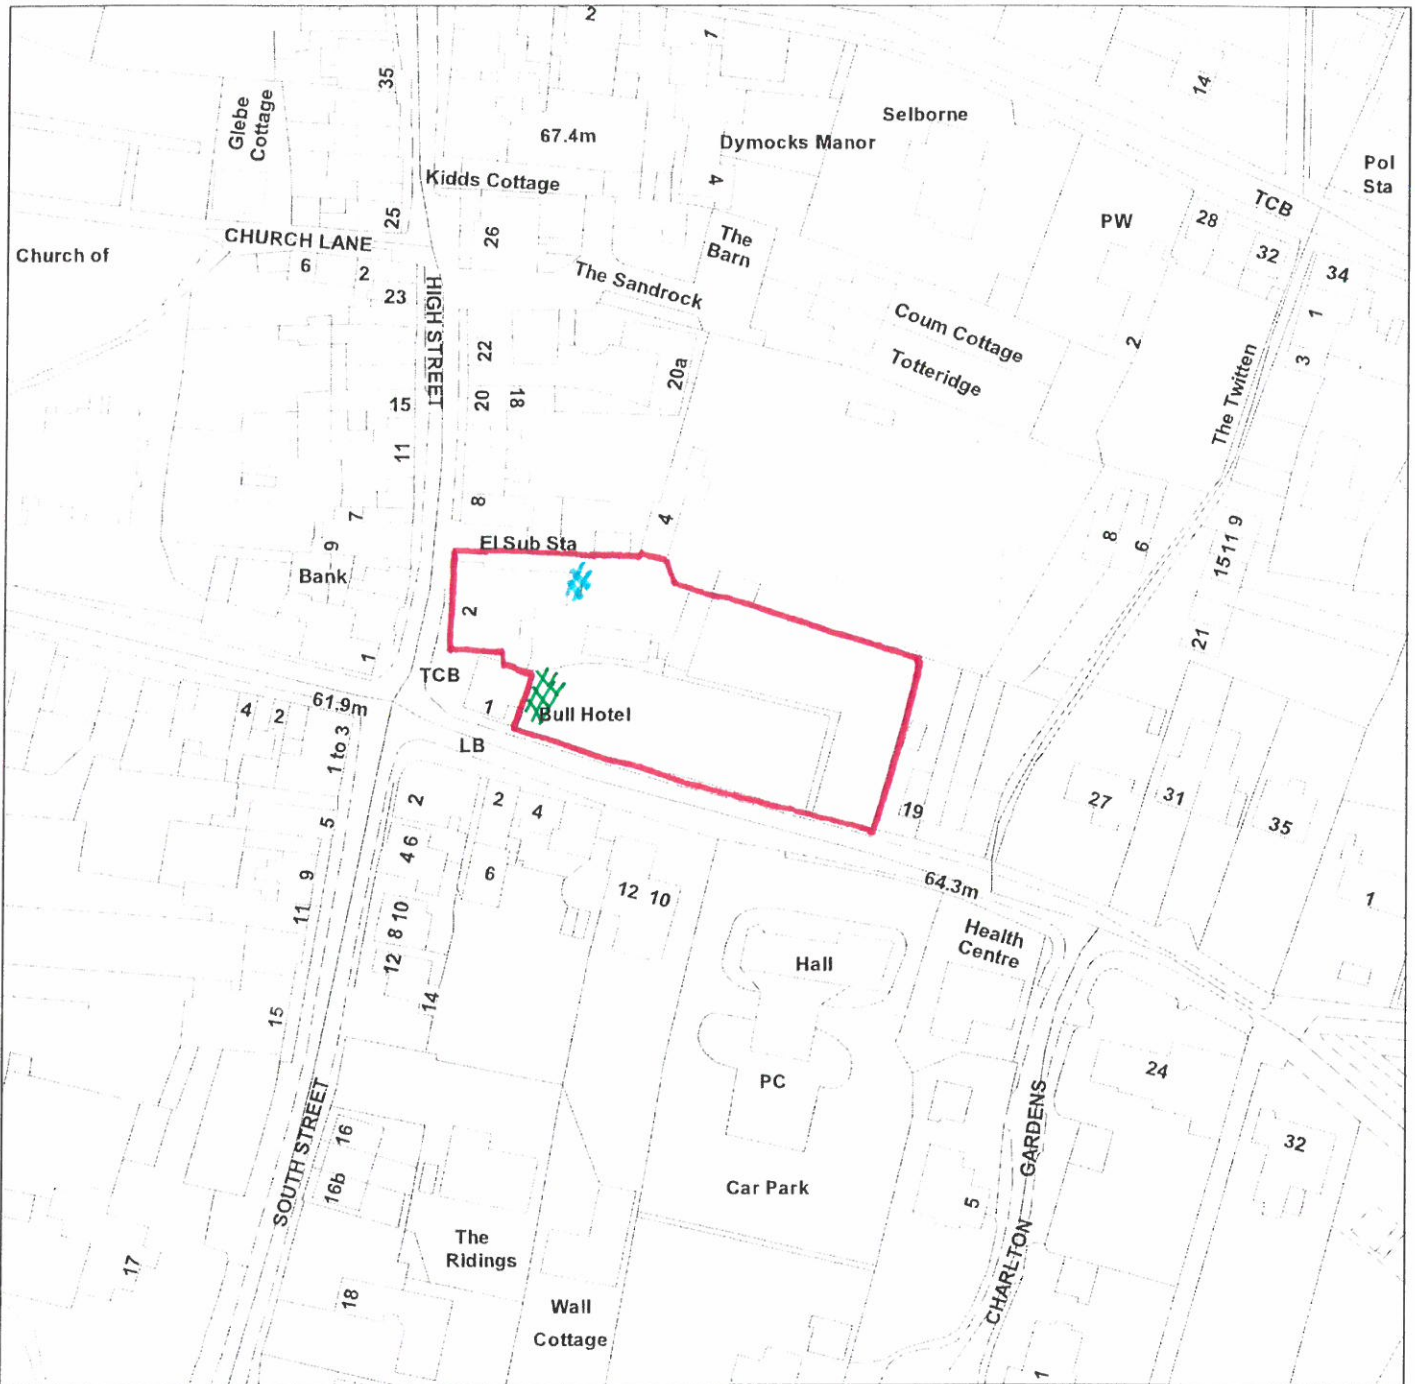 2
1
35
14
Glebe
Cottage
67.4m
Selborne
Dymocks Manor
Pol
Sta
Kidds Cottage
4
TCB
25
PW
28
CHURCH LANE
26
The
Barn
32
Church of
6
2
The Sandrock
34
23
HIGH STREET
1
Coum Cottage
22
2
Totteridge
3
20a
The Twitten
15
20
18
11
8
7
4
El Sub Sta
8
6
15 11 9
9
Bank
2
21
1
TCB
61.9m
4
2
1
Bull Hotel
1 to 3
LB
2
2
4
19
27
31
35
5
4 6
6
64.3m
12
10
9
11
8 10
1
Health
Centre
12
Hall
14
15
24
PC
SOUTH STREET
16
CHARLTON GARDENS
32
16b
Car Park
5
The
Ridings
17
18
Wall
Cottage
1